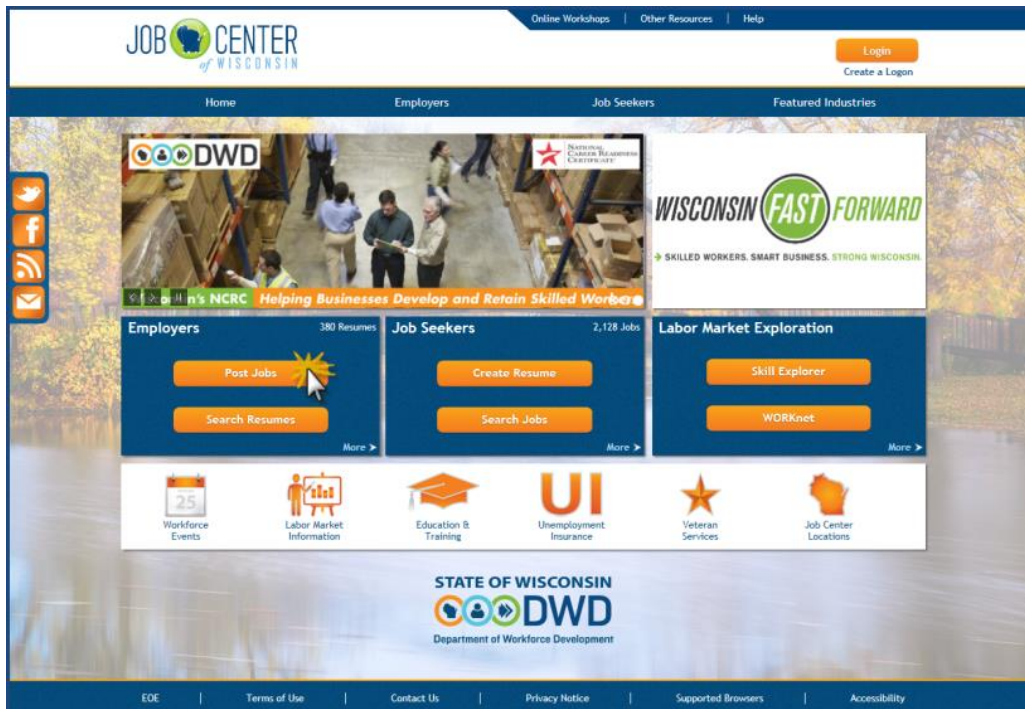 Online Workshops | Other Resources | Help
JOB CENTER
of WISCONSIN
Login
Create a Logon
Home Employers Job Seekers Featured Industries
DWD
NATIONAL
CAREER READINESS
CERTIFICATE
WISCONSIN FAST FORWARD
SKILLED WORKERS. SMART BUSINESS. STRONG WISCONSIN.
n's NCRC Helping Businesses Develop and Retain Skilled Workers
Employers 380 Resumes
Post Jobs
Search Resumes
More
Job Seekers 2,128 Jobs
Create Resume
Search Jobs
More
Labor Market Exploration
Skill Explorer
WORKnet
More
25
Workforce
Events
Labor Market
Information
Education &
Training
UI
Unemployment
Insurance
Veteran
Services
Job Center
Locations
STATE OF WISCONSIN
DWD
Department of Workforce Development
EOE | Terms of Use | Contact Us | Privacy Notice | Supported Browsers | Accessibility